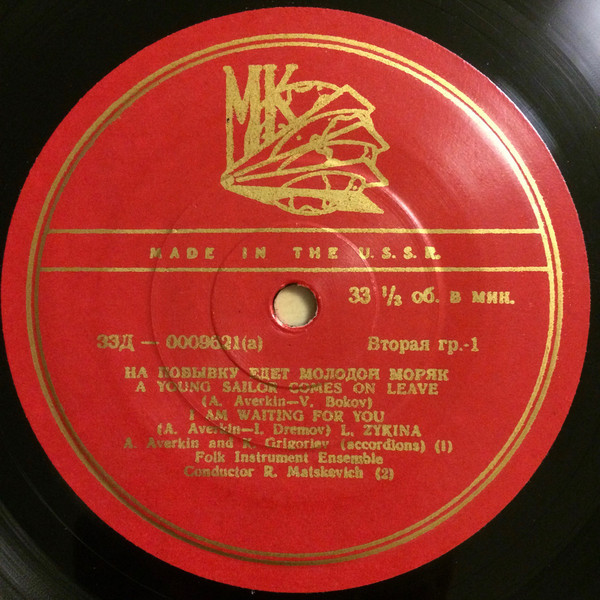 МК
MADE IN THE U.S.S.R.
33 1/3 об. в мин.
33Д — 0009621(a)
Вторая гр.-1
НА ПОБЫВКУ ЕДЕТ МОЛОДОЙ МОРЯК
A YOUNG SAILOR COMES ON LEAVE
(A. Averkin—V. Bokov)
I AM WAITING FOR YOU
(A. Averkin—I. Dremov) L. ZYKINA
A. Averkin and K. Grigoriev (accordions) (1)
Folk Instrument Ensemble
Conductor R. Matskevich (2)